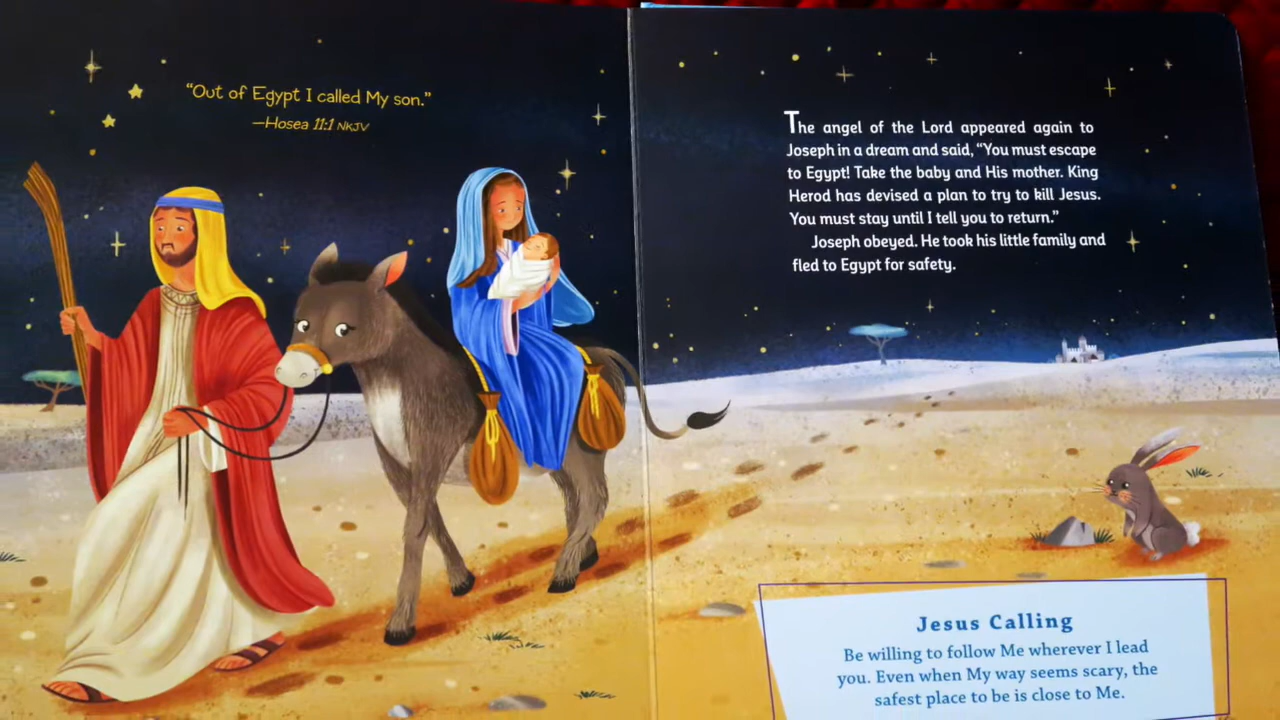 “Out of Egypt I called My son.”
—Hosea 11:1 NKJV
The angel of the Lord appeared again to
Joseph in a dream and said, “You must escape
to Egypt! Take the baby and His mother. King
Herod has devised a plan to try to kill Jesus.
You must stay until I tell you to return.”
Joseph obeyed. He took his little family and
fled to Egypt for safety.
Jesus Calling
Be willing to follow Me wherever I lead
you. Even when My way seems scary, the
safest place to be is close to Me.